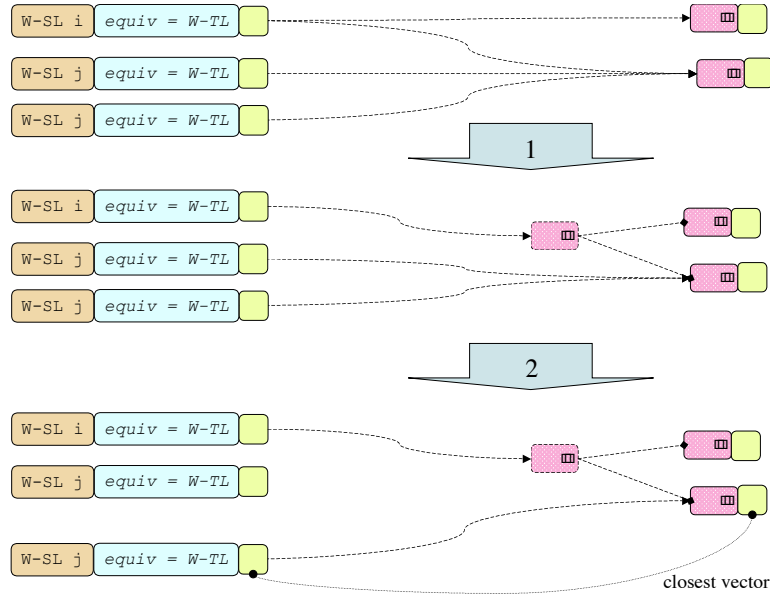 W-SL i equiv = W-TL
W-SL j equiv = W-TL
W-SL j equiv = W-TL
1
W-SL i equiv = W-TL
W-SL j equiv = W-TL
W-SL j equiv = W-TL
2
W-SL i equiv = W-TL
W-SL j equiv = W-TL
W-SL j equiv = W-TL
closest vector